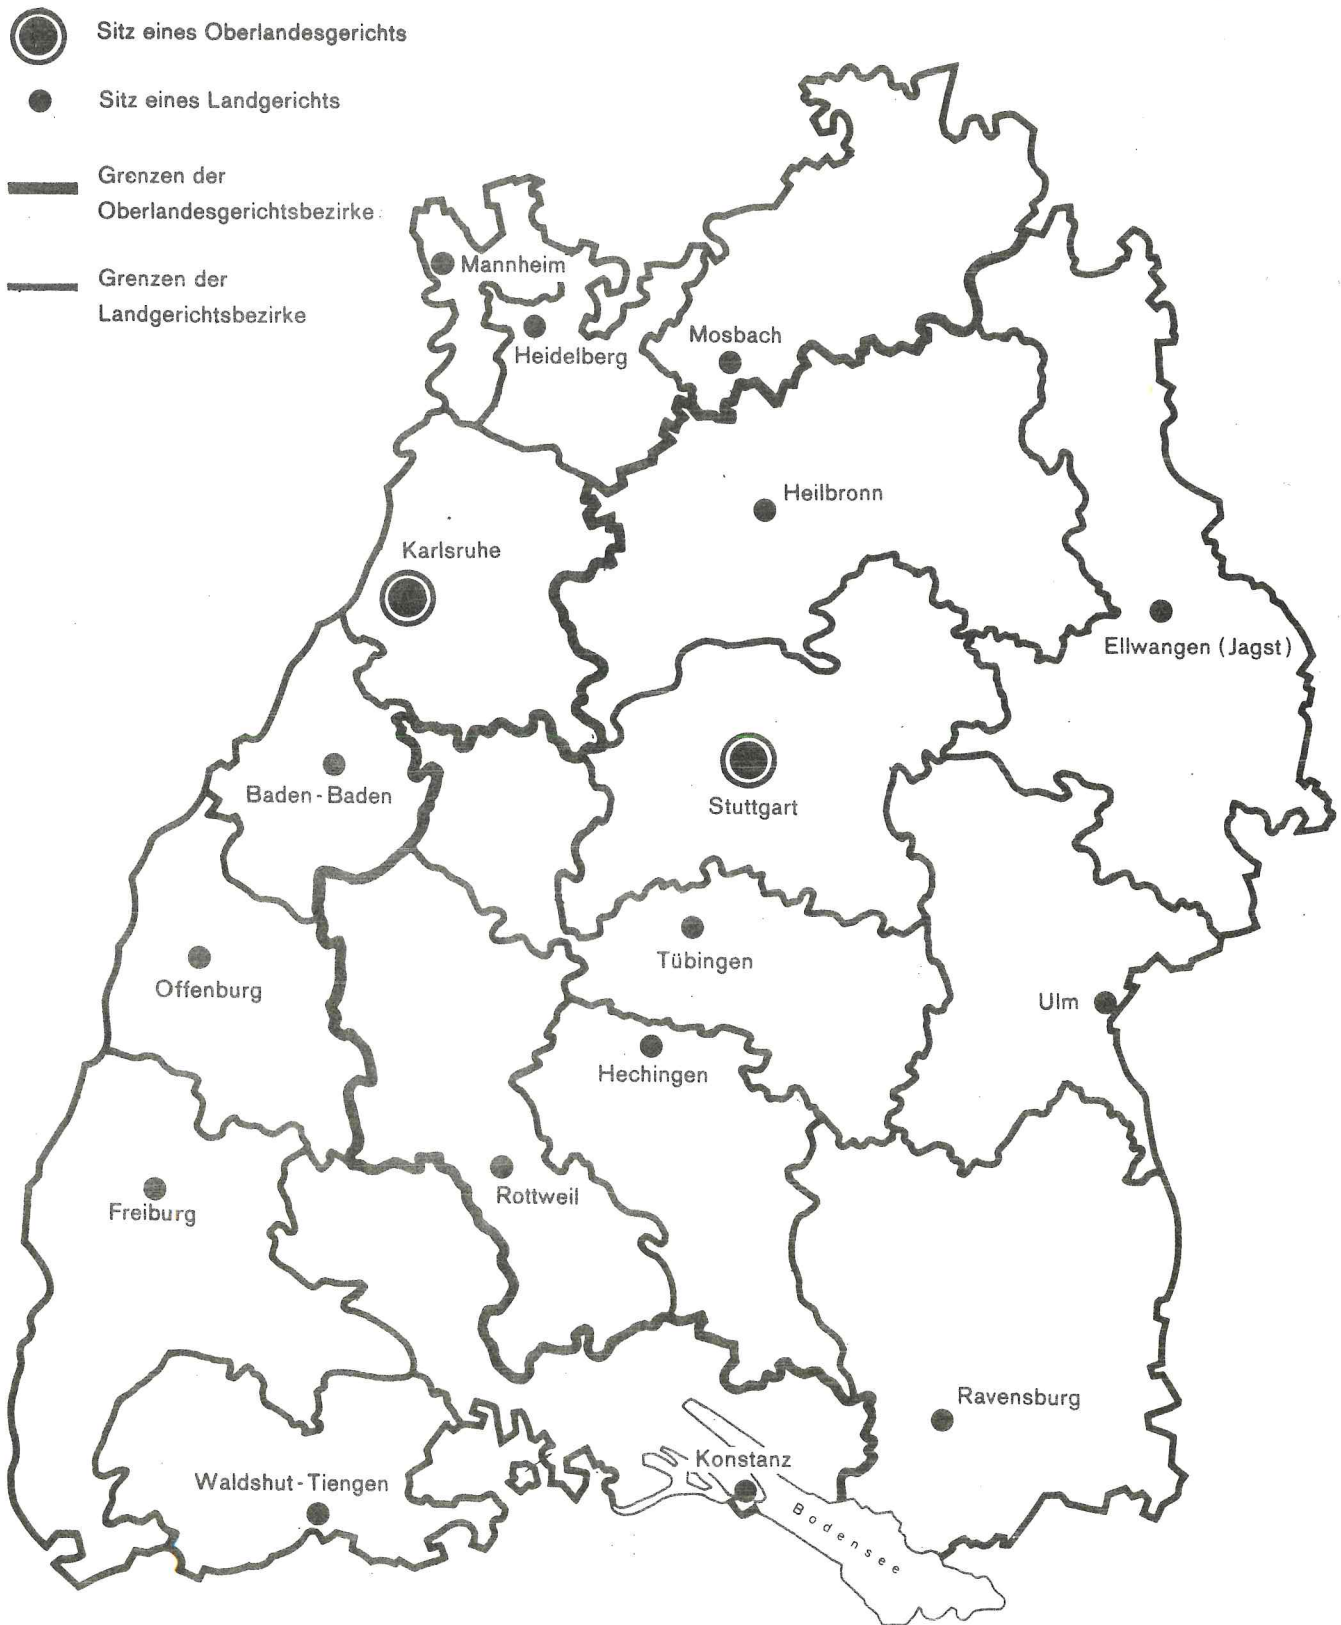 Sitz eines Oberlandesgerichts
Sitz eines Landgerichts
Grenzen der
Oberlandesgerichtsbezirke
Grenzen der
Landgerichtsbezirke
Mannheim
Mosbach
Heidelberg
Heilbronn
Karlsruhe
Ellwangen (Jagst)
Baden-Baden
Stuttgart
Tübingen
Offenburg
Ulm
Hechingen
Rottweil
Freiburg
Ravensburg
Konstanz
Waldshut-Tiengen
Bodensee